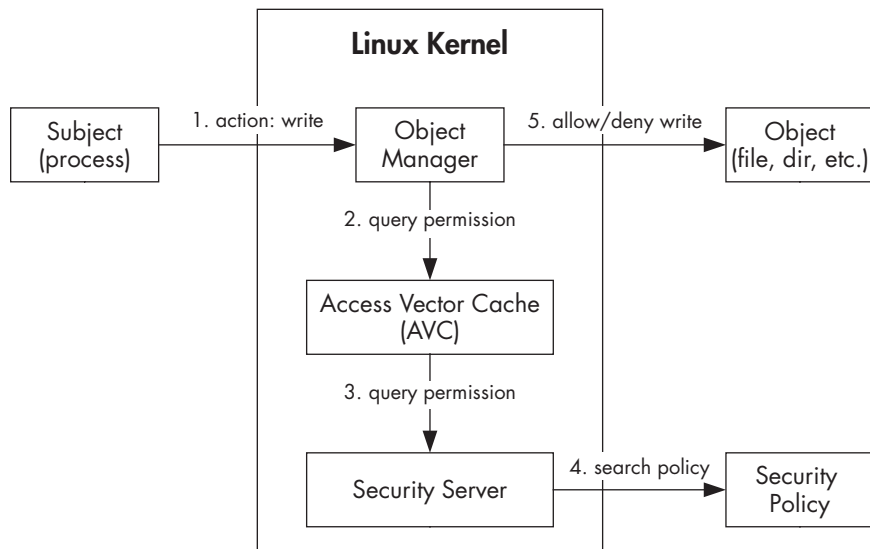 Linux Kernel
Subject
(process)
1. action: write
Object
Manager
5. allow/deny write
Object
(file, dir, etc.)
2. query permission
Access Vector Cache
(AVC)
3. query permission
Security Server
4. search policy
Security
Policy